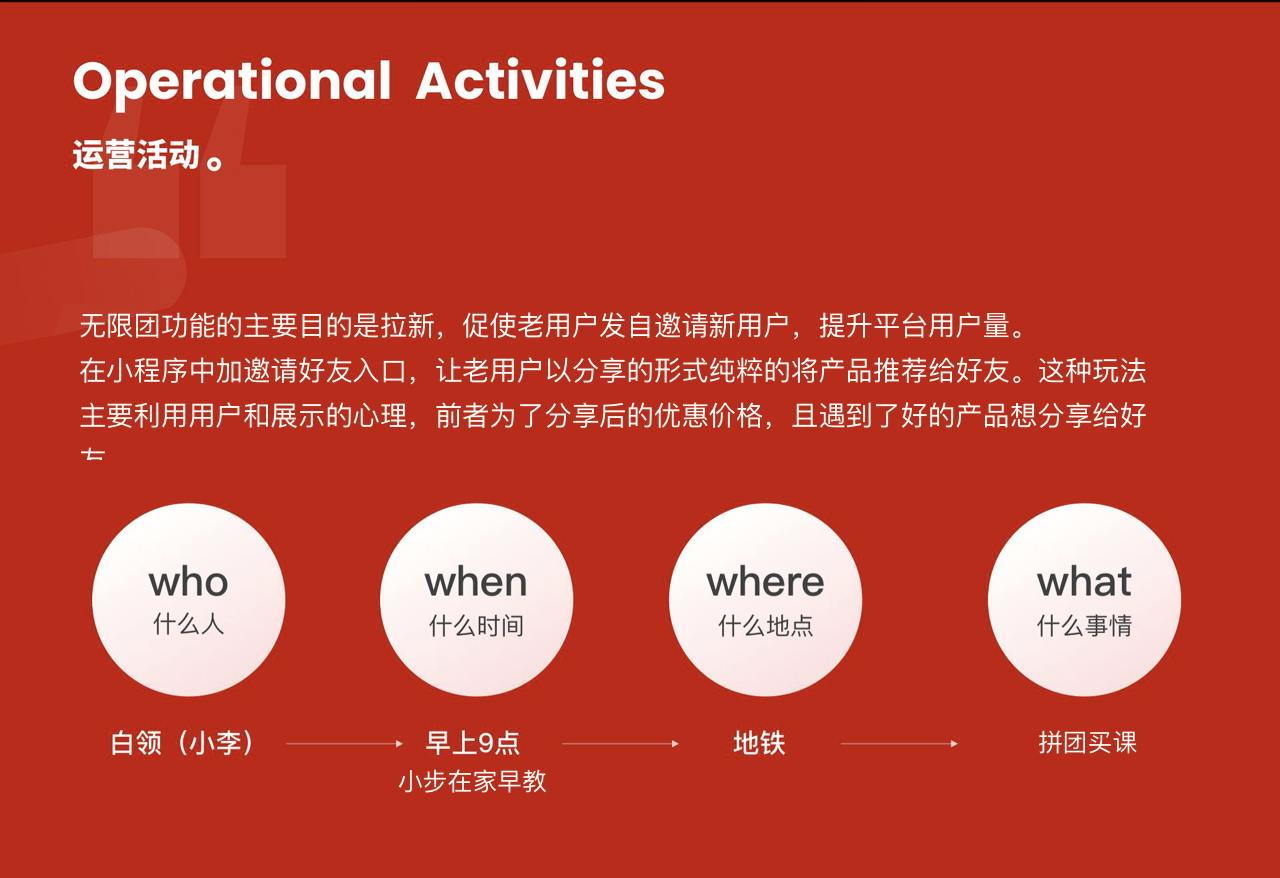 Operational Activities
运营活动。
无限团功能的主要目的是拉新，促使老用户发自邀请新用户，提升平台用户量。
在小程序中加邀请好友入口，让老用户以分享的形式纯粹的将产品推荐给好友。这种玩法
主要利用用户和展示的心理，前者为了分享后的优惠价格，且遇到了好的产品想分享给好
友
who
什么人
when
什么时间
where
什么地点
what
什么事情
白领（小李）
早上9点
小步在家早教
地铁
拼团买课